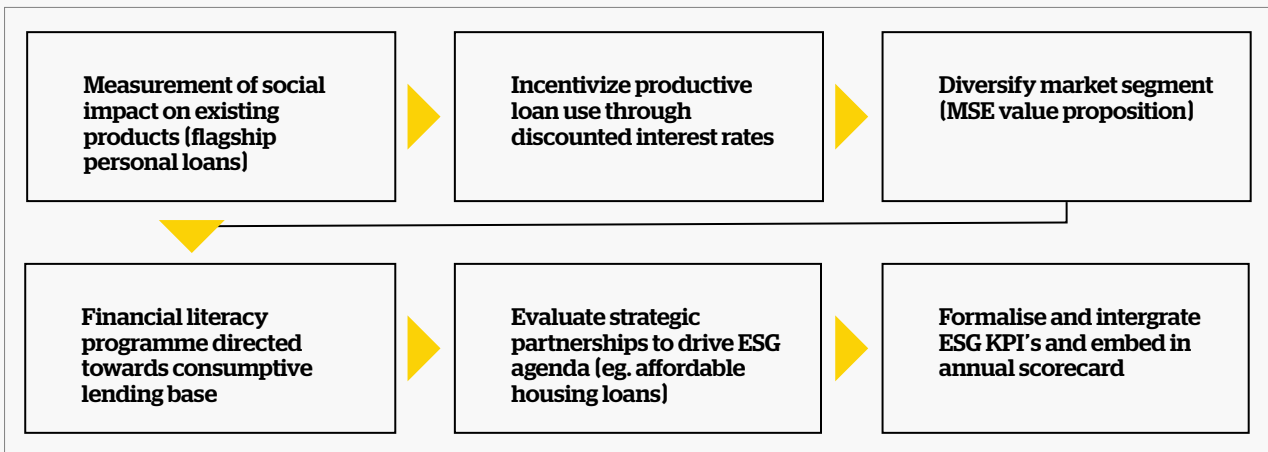 Measurement of social
impact on existing
products (flagship
personal loans)
Incentivize productive
loan use through
discounted interest rates
Diversify market segment
(MSE value proposition)
Financial literacy
programme directed
towards consumptive
lending base
Evaluate strategic
partnerships to drive ESG
agenda (eg. affordable
housing loans)
Formalise and intergrate
ESG KPI's and embed in
annual scorecard